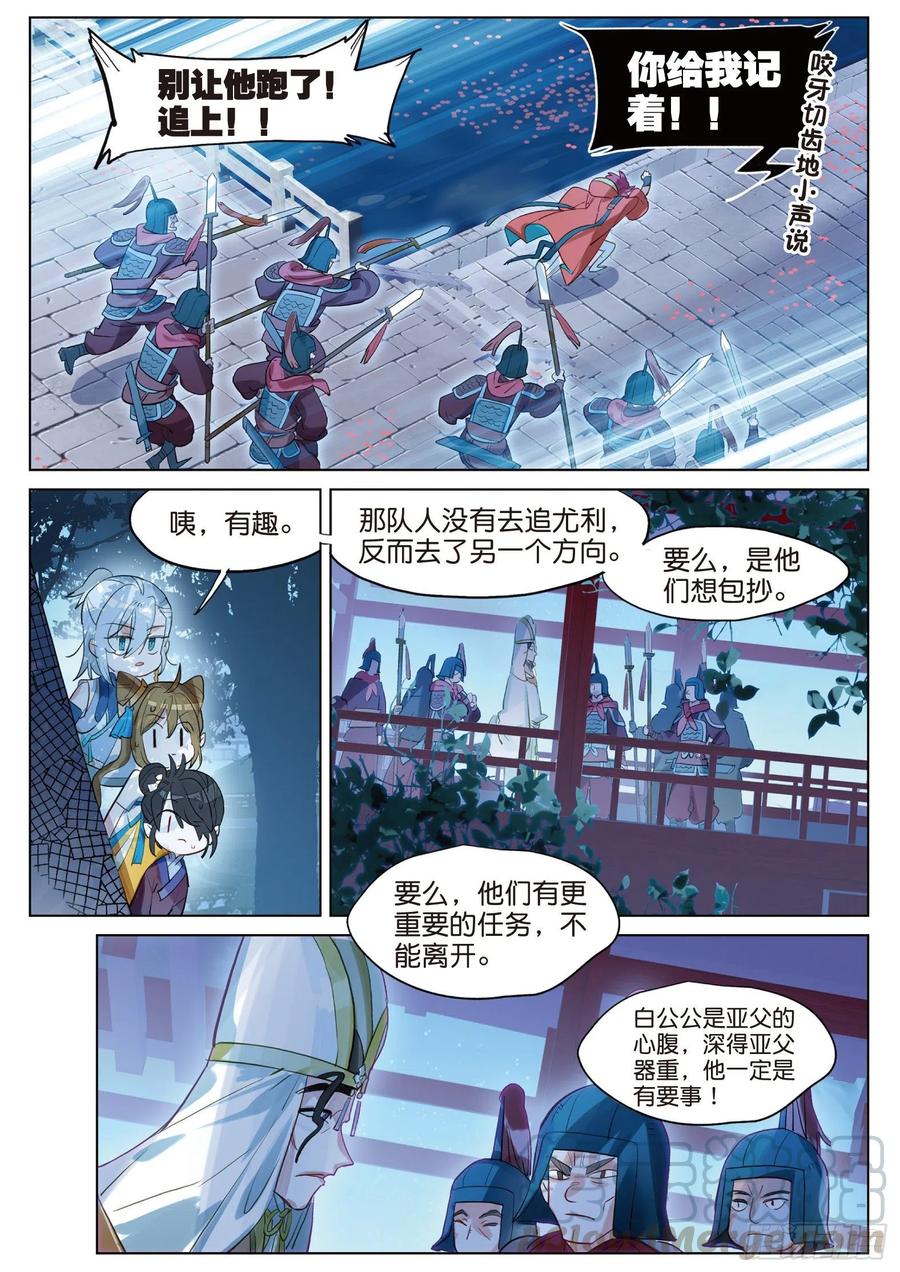 别让他跑了！
追上！！
你给我记
着！！
咬牙切齿地小声说
咦，有趣。
那队人没有去追尤利，
反而去了另一个方向。
要么，是他
们想包抄。
要么，他们有更
重要的任务，不
能离开。
白公公是亚父的
心腹，深得亚父
器重，他一定是
有要事！